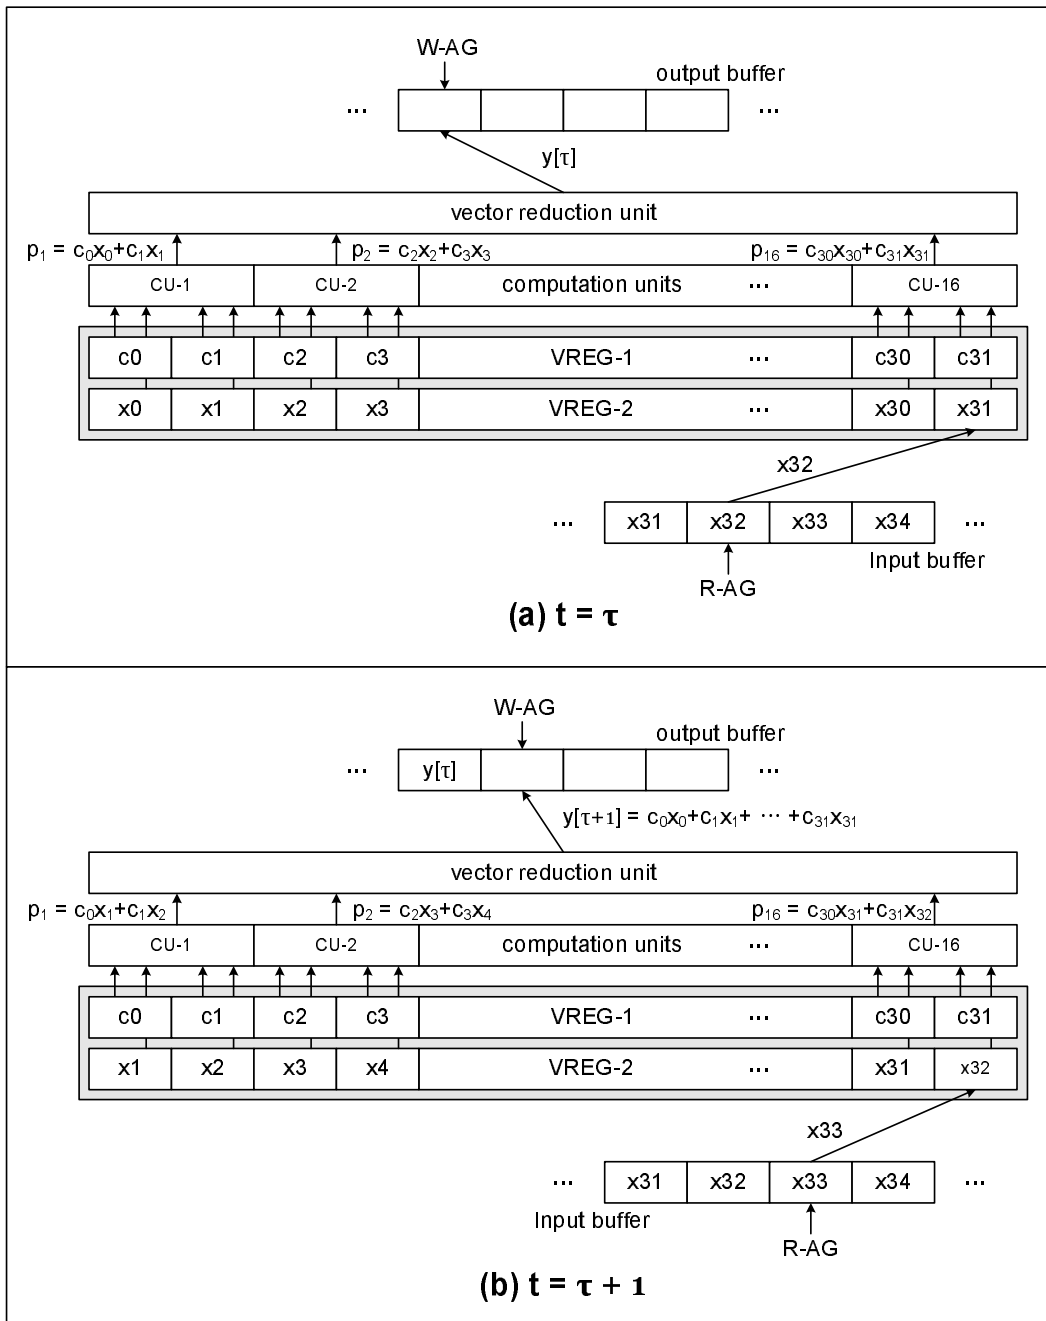 W-AG
output buffer
... ...
y[τ]
vector reduction unit
p₁ = c₀x₀+c₁x₁ p₂ = c₂x₂+c₃x₃ p₁₆ = c₃₀x₃₀+c₃₁x₃₁
CU-1 CU-2 computation units ... CU-16
c0 c1 c2 c3 VREG-1 ... c30 c31
x0 x1 x2 x3 VREG-2 ... x30 x31
x32
... x31 x32 x33 x34 ...
Input buffer
R-AG
(a) t = τ
W-AG
output buffer
... y[τ] ...
y[τ+1] = c₀x₀+c₁x₁+ ... +c₃₁x₃₁
vector reduction unit
p₁ = c₀x₁+c₁x₂ p₂ = c₂x₃+c₃x₄ p₁₆ = c₃₀x₃₁+c₃₁x₃₂
CU-1 CU-2 computation units ... CU-16
c0 c1 c2 c3 VREG-1 ... c30 c31
x1 x2 x3 x4 VREG-2 ... x31 x32
x33
... x31 x32 x33 x34 ...
Input buffer
R-AG
(b) t = τ + 1